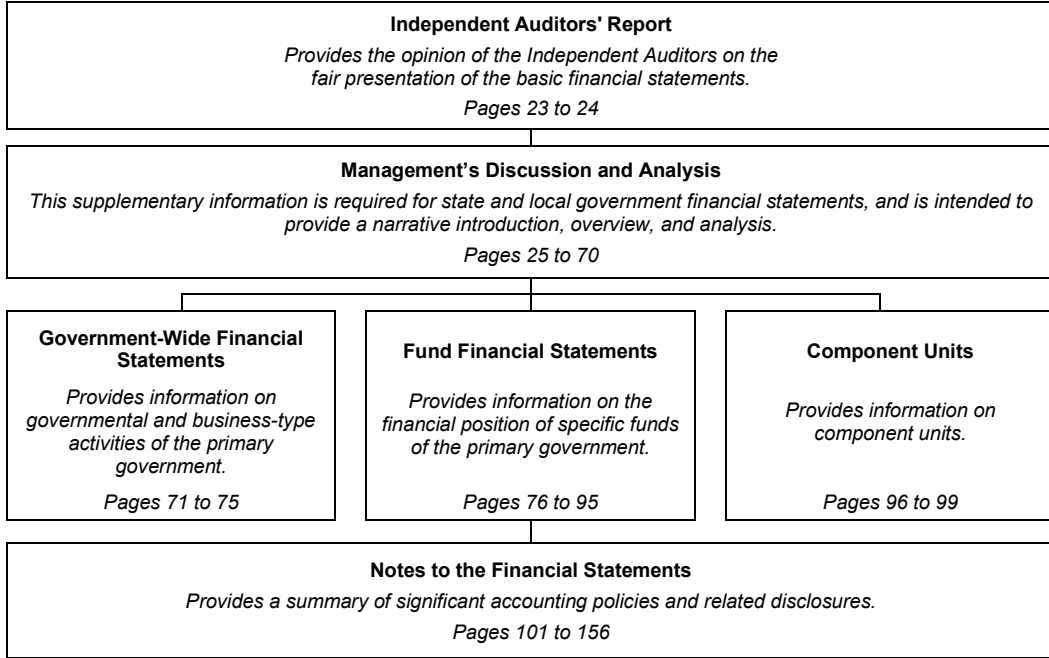 Independent Auditors' Report
Provides the opinion of the Independent Auditors on the
fair presentation of the basic financial statements.
Pages 23 to 24
Management’s Discussion and Analysis
This supplementary information is required for state and local government financial statements, and is intended to
provide a narrative introduction, overview, and analysis.
Pages 25 to 70
Government-Wide Financial
Statements
Provides information on
governmental and business-type
activities of the primary
government.
Pages 71 to 75
Fund Financial Statements
Provides information on the
financial position of specific funds
of the primary government.
Pages 76 to 95
Component Units
Provides information on
component units.
Pages 96 to 99
Notes to the Financial Statements
Provides a summary of significant accounting policies and related disclosures.
Pages 101 to 156